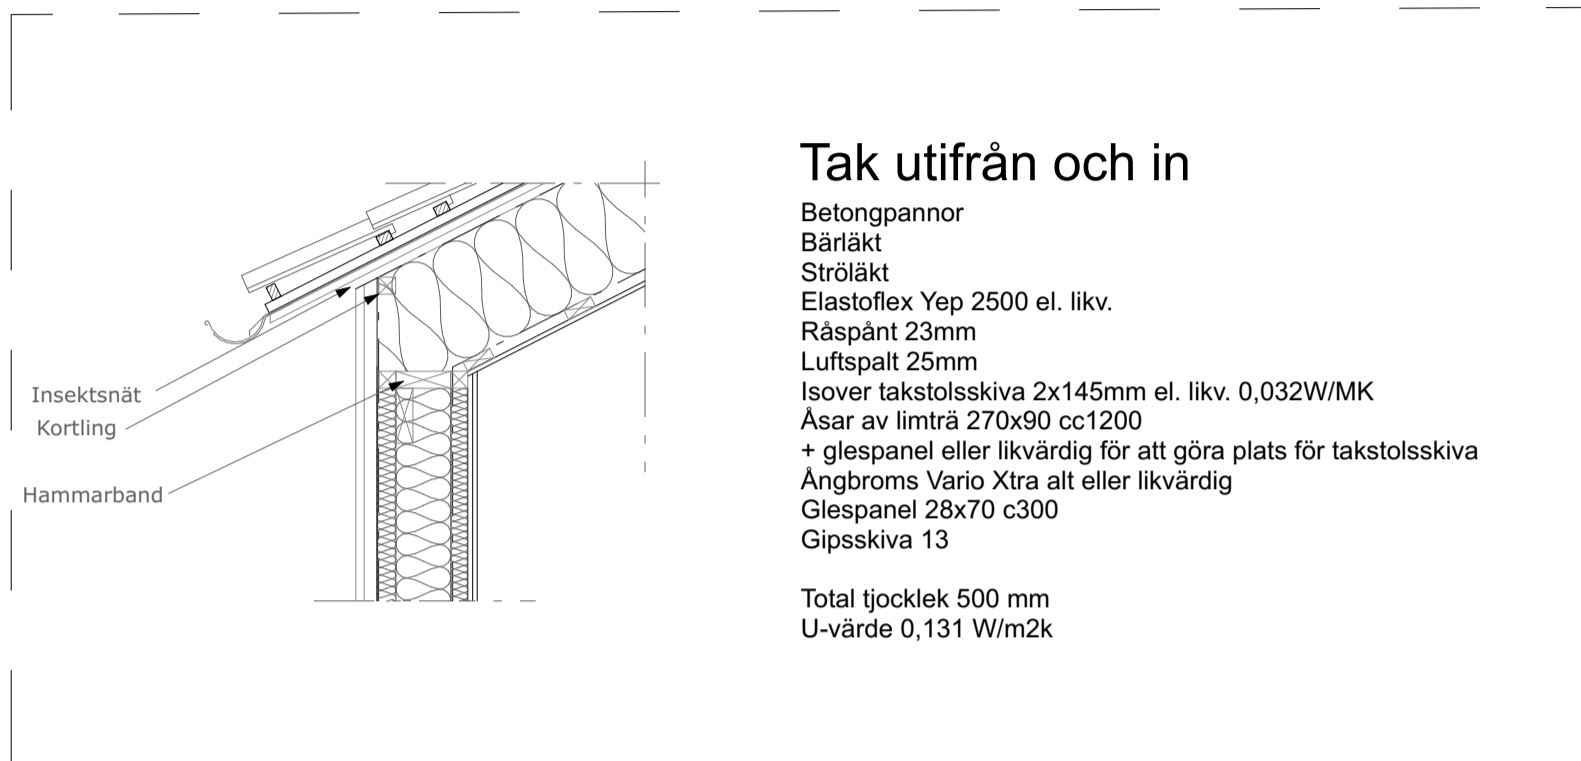 Tak utifrån och in
Betongpannor
Bärläkt
Ströläkt
Elastoflex Yep 2500 el. likv.
Råspånt 23mm
Luftspalt 25mm
Isover takstolsskiva 2x145mm el. likv. 0,032W/MK
Åsar av limträ 270x90 cc1200
+ glespanel eller likvärdig för att göra plats för takstolsskiva
Ångbroms Vario Xtra alt eller likvärdig
Glespanel 28x70 c300
Gipsskiva 13
Total tjocklek 500 mm
U-värde 0,131 W/m2k
Insektsnät
Kortling
Hammarband